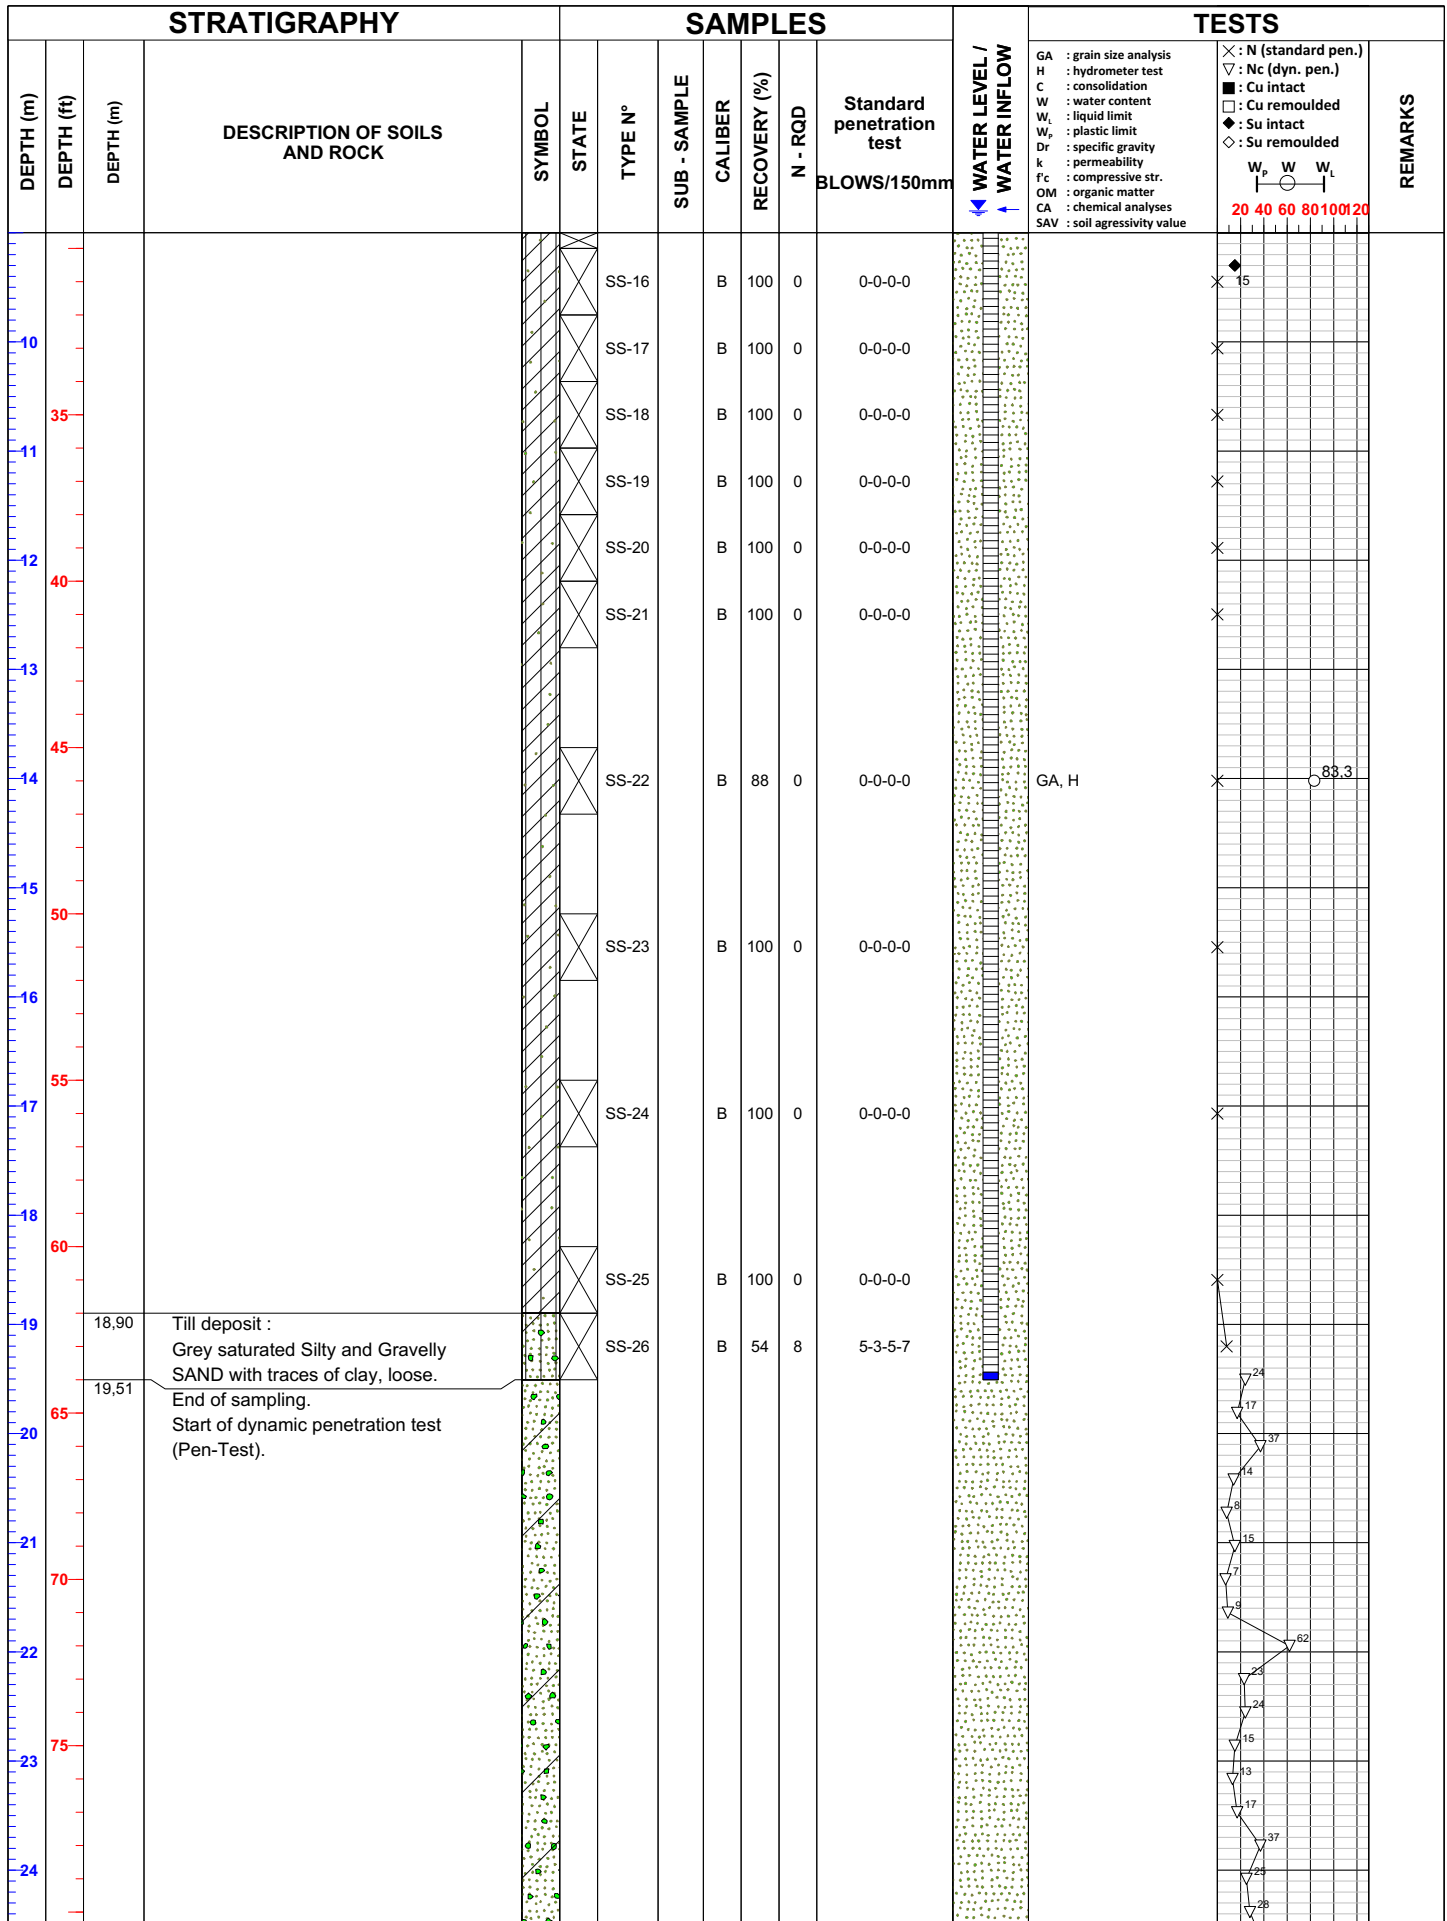 STRATIGRAPHY
SAMPLES
WATER LEVEL /
WATER INFLOW
TESTS
DEPTH (m)
DEPTH (ft)
DEPTH (m)
DESCRIPTION OF SOILS
AND ROCK
SYMBOL
STATE
TYPE N°
SUB - SAMPLE
CALIBER
RECOVERY (%)
N - RQD
Standard
penetration
test
BLOWS/150mm
GA : grain size analysis
H : hydrometer test
C : consolidation
W : water content
WL : liquid limit
WP : plastic limit
Dr : specific gravity
k : permeability
f'c : compressive str.
OM : organic matter
CA : chemical analyses
SAV : soil agressivity value
: N (standard pen.)
: Nc (dyn. pen.)
: Cu intact
: Cu remoulded
: Su intact
: Su remoulded
WP W WL
20 40 60 80 100 120
REMARKS
SS-16 B 100 0 0-0-0-0 15
10 SS-17 B 100 0 0-0-0-0
35 SS-18 B 100 0 0-0-0-0
11
SS-19 B 100 0 0-0-0-0
SS-20 B 100 0 0-0-0-0
12
40
SS-21 B 100 0 0-0-0-0
13
45
14 SS-22 B 88 0 0-0-0-0 GA, H 83,3
15
50
SS-23 B 100 0 0-0-0-0
16
55
17 SS-24 B 100 0 0-0-0-0
18
60
SS-25 B 100 0 0-0-0-0
19 18,90 Till deposit :
Grey saturated Silty and Gravelly SS-26 B 54 8 5-3-5-7
SAND with traces of clay, loose.
24
19,51 End of sampling.
65 17
Start of dynamic penetration test
20 37
(Pen-Test).
14
8
21 15
70 7
9
22 62
23
24
75 15
23
13
17
37
24 25
28